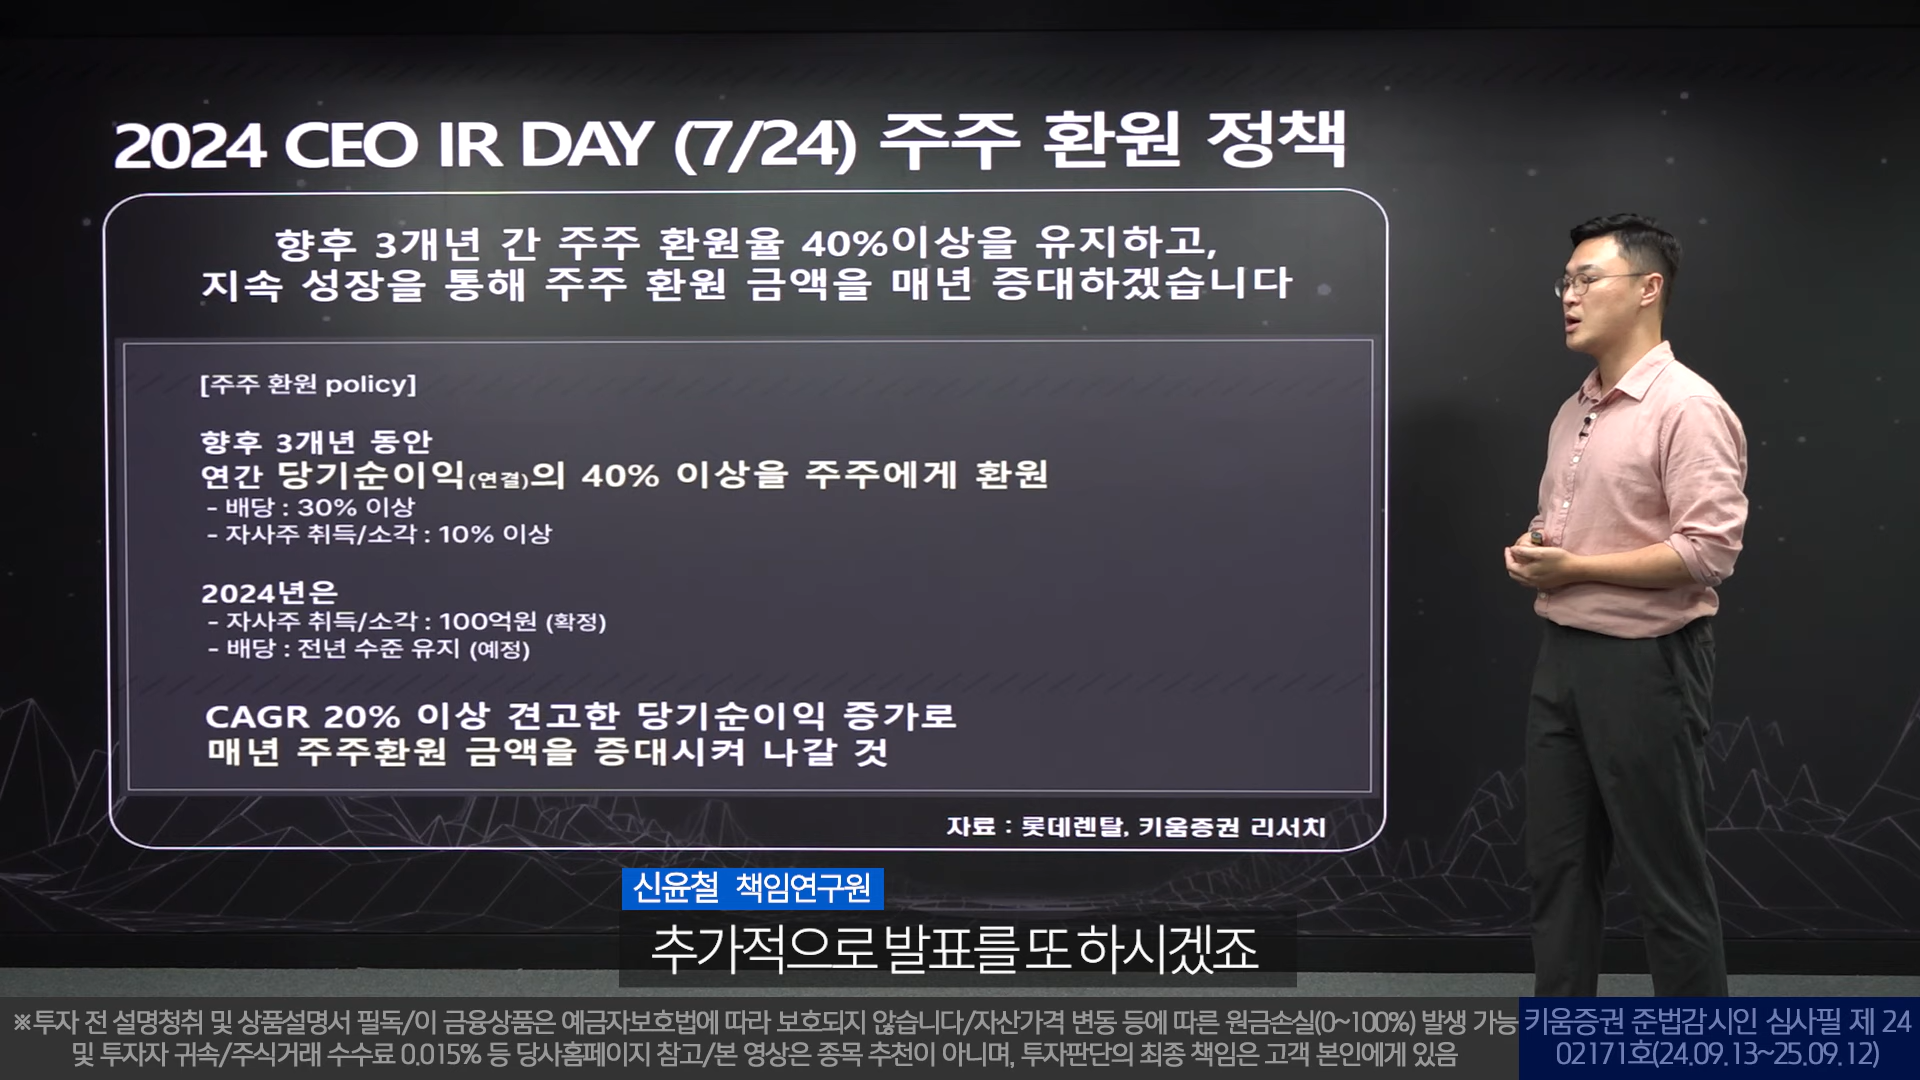 2024 CEO IR DAY (7/24) 주주 환원 정책
향후 3개년 간 주주 환원율 40%이상을 유지하고,
지속 성장을 통해 주주 환원 금액을 매년 증대하겠습니다
[주주 환원 policy]
향후 3개년 동안
연간 당기순이익(연결)의 40% 이상을 주주에게 환원
- 배당 : 30% 이상
- 자사주 취득/소각 : 10% 이상
2024년은
- 자사주 취득/소각 : 100억원 (확정)
- 배당 : 전년 수준 유지 (예정)
CAGR 20% 이상 견고한 당기순이익 증가로
매년 주주환원 금액을 증대시켜 나갈 것
자료 : 롯데렌탈, 키움증권 리서치
신윤철 책임연구원
추가적으로 발표를 또 하시겠죠
※투자 전 설명청취 및 상품설명서 필독/이 금융상품은 예금자보호법에 따라 보호되지 않습니다/자산가격 변동 등에 따른 원금손실(0~100%) 발생 가능
및 투자자 귀속/주식거래 수수료 0.015% 등 당사홈페이지 참고/본 영상은 종목 추천이 아니며, 투자판단의 최종 책임은 고객 본인에게 있음
키움증권 준법감시인 심사필 제 24
02171호(24.09.13~25.09.12)